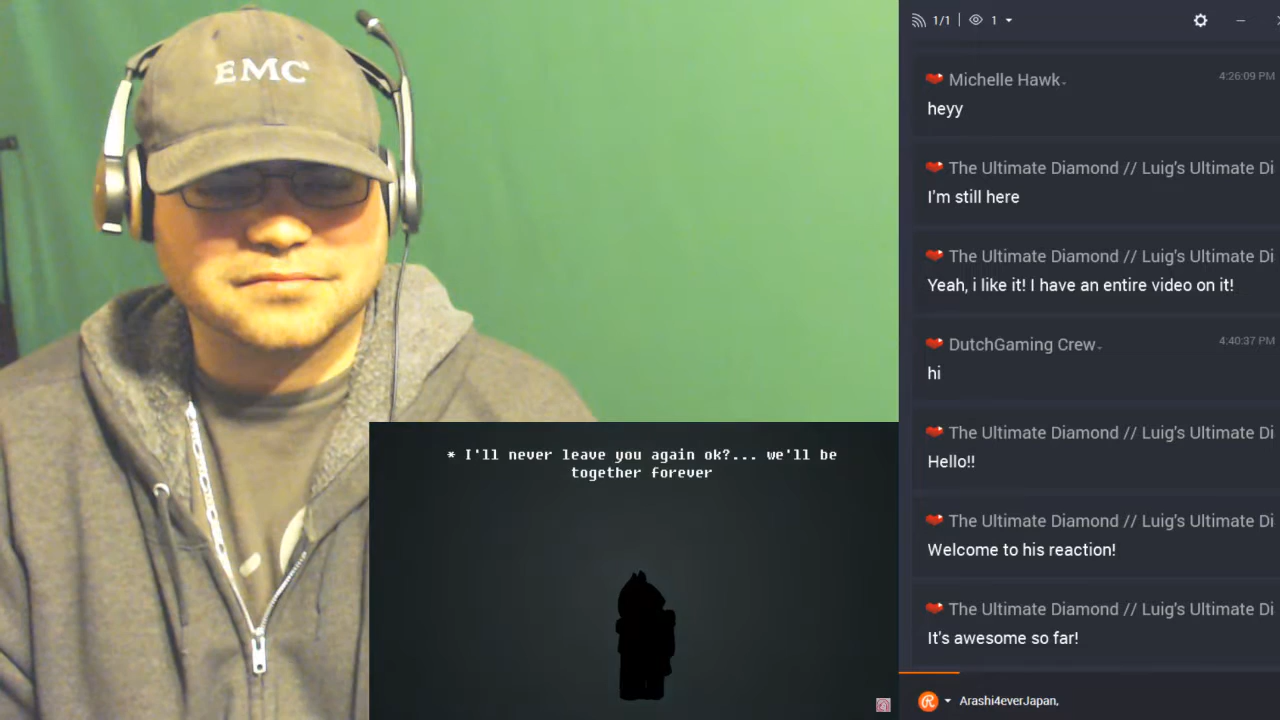 EMC
* I'll never leave you again ok?... we'll be
together forever
1/1
1
Michelle Hawk
4:26:09 PM
heyy
The Ultimate Diamond // Luig's Ultimate Di
I'm still here
The Ultimate Diamond // Luig's Ultimate Di
Yeah, i like it! I have an entire video on it!
DutchGaming Crew
4:40:37 PM
hi
The Ultimate Diamond // Luig's Ultimate Di
Hello!!
The Ultimate Diamond // Luig's Ultimate Di
Welcome to his reaction!
The Ultimate Diamond // Luig's Ultimate Di
It's awesome so far!
Arashi4everJapan,